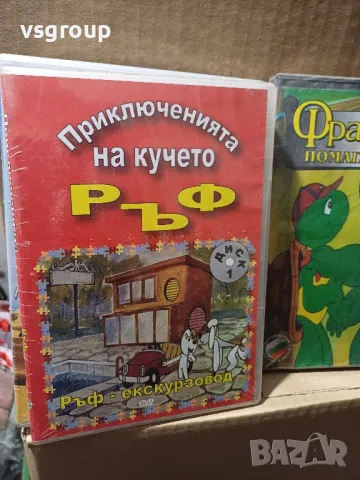 vsgroup
Приключенията
на кучето
РЪФ
ДИСК
1
Ръф - екскурзовод
DVD
Фра
ПОМАГ
BAZAR